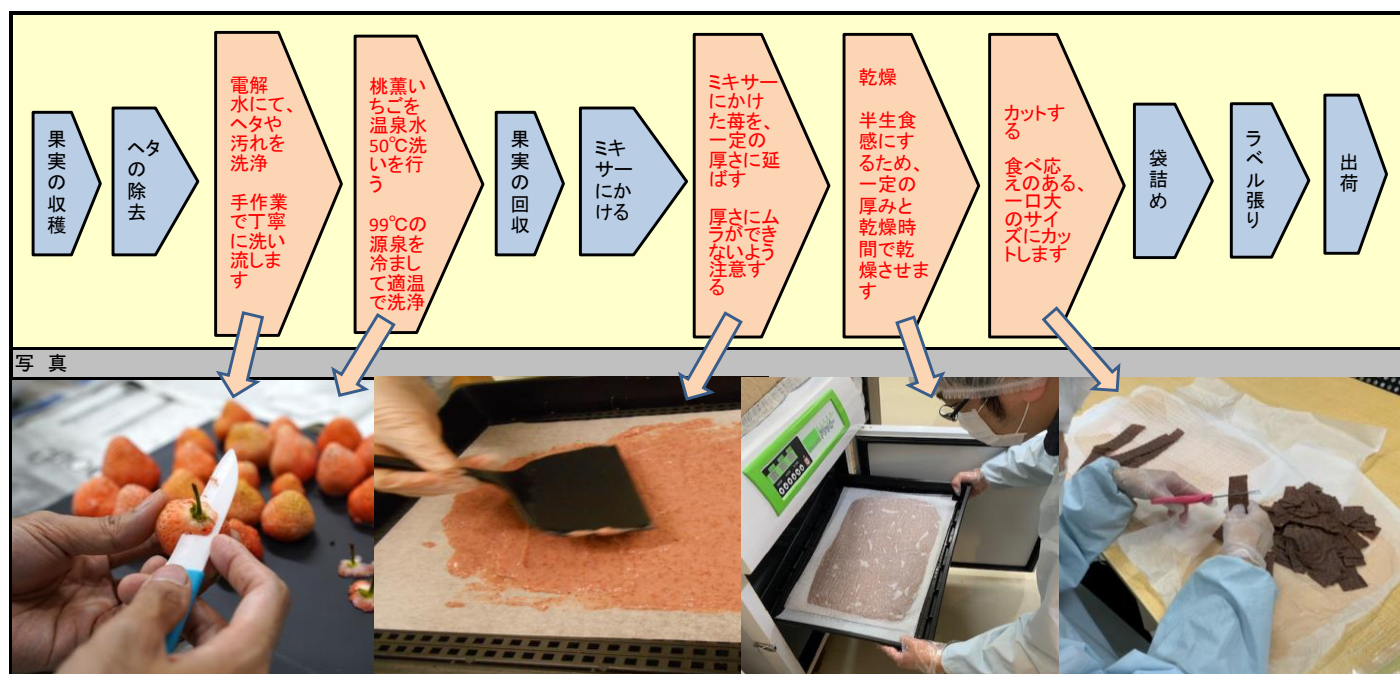 果実の収穫
ヘタ
の除去
電解
水にて、
ヘタや
汚れを
洗浄
手作業
で丁寧
に洗い
流しま
す
桃薫い
ちごを
温泉水
50℃洗
いを行
う
99℃の
源泉を
冷まし
て適温
で洗浄
果実の回収
ミキ
サー
にか
ける
ミキサー
にかけ
た苺を、
一定の
厚さに延
ばす
厚さにム
ラができ
ないよう
注意す
る
乾燥
半生食
感にす
るため、
一定の
厚みと
乾燥時
間で乾
燥させま
す
カットす
る
食べ応
えのある、
一口大
のサイ
ズにカッ
トします
袋詰め
ラベル張り
出荷
写 真